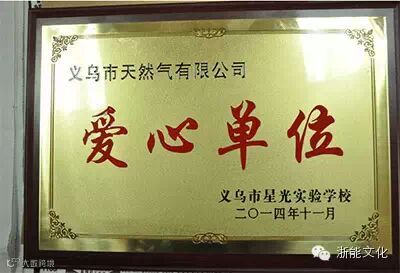 义乌市天然气有限公司
爱心单位
义乌市星光实验学校
二〇一四年十一月
浙能文化